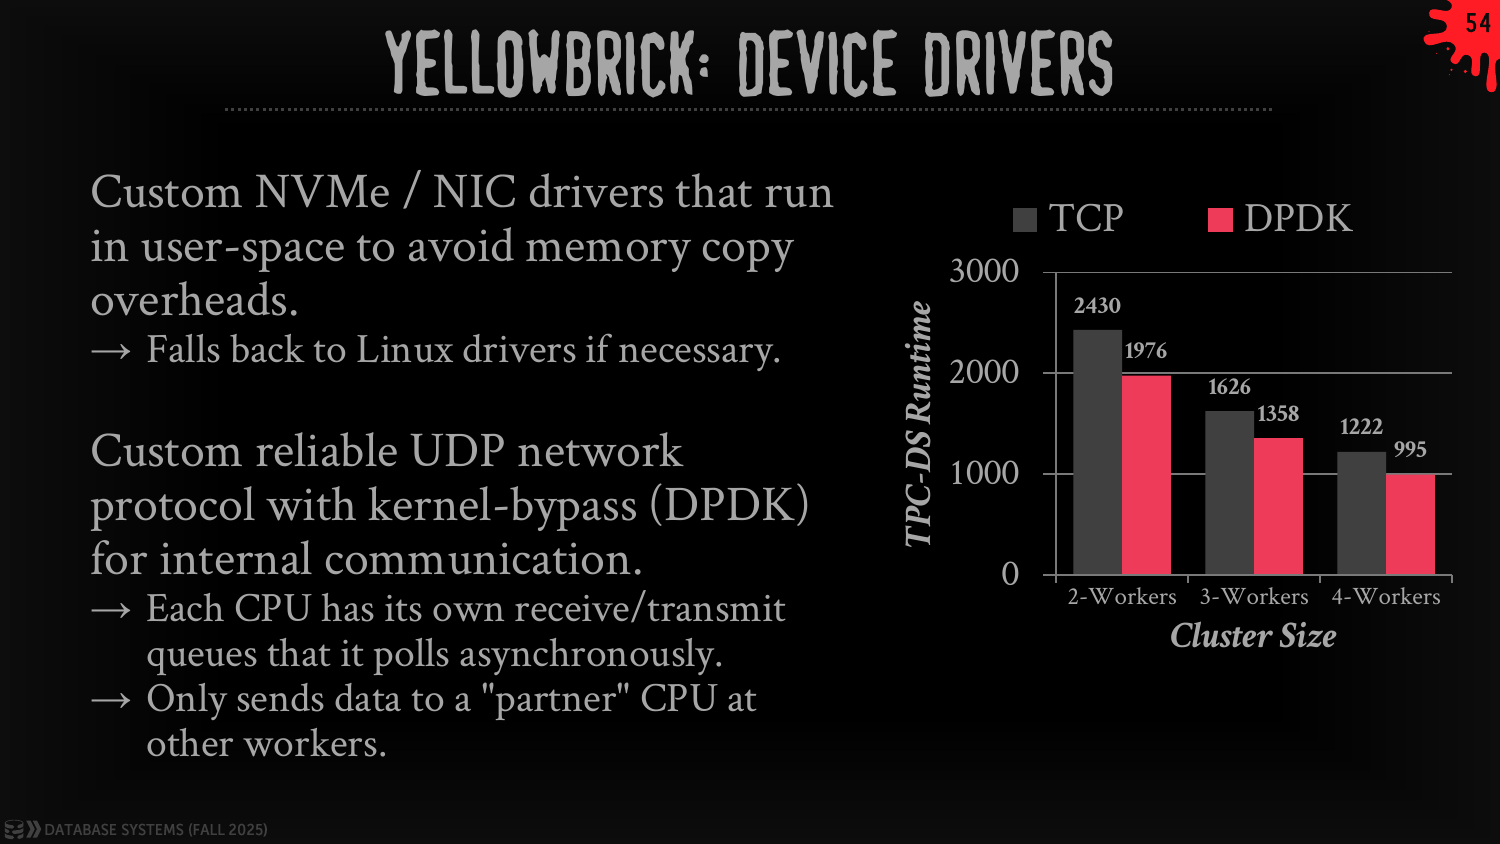 54
YELLOWBRICK: DEVICE DRIVERS
Custom NVMe / NIC drivers that run
in user-space to avoid memory copy
overheads.
→ Falls back to Linux drivers if necessary.
Custom reliable UDP network
protocol with kernel-bypass (DPDK)
for internal communication.
→ Each CPU has its own receive/transmit
queues that it polls asynchronously.
→ Only sends data to a "partner" CPU at
other workers.
TCP DPDK
TPC-DS Runtime
3000
2000
1000
0
2430
1976
1626
1358
1222
995
2-Workers 3-Workers 4-Workers
Cluster Size
DATABASE SYSTEMS (FALL 2025)